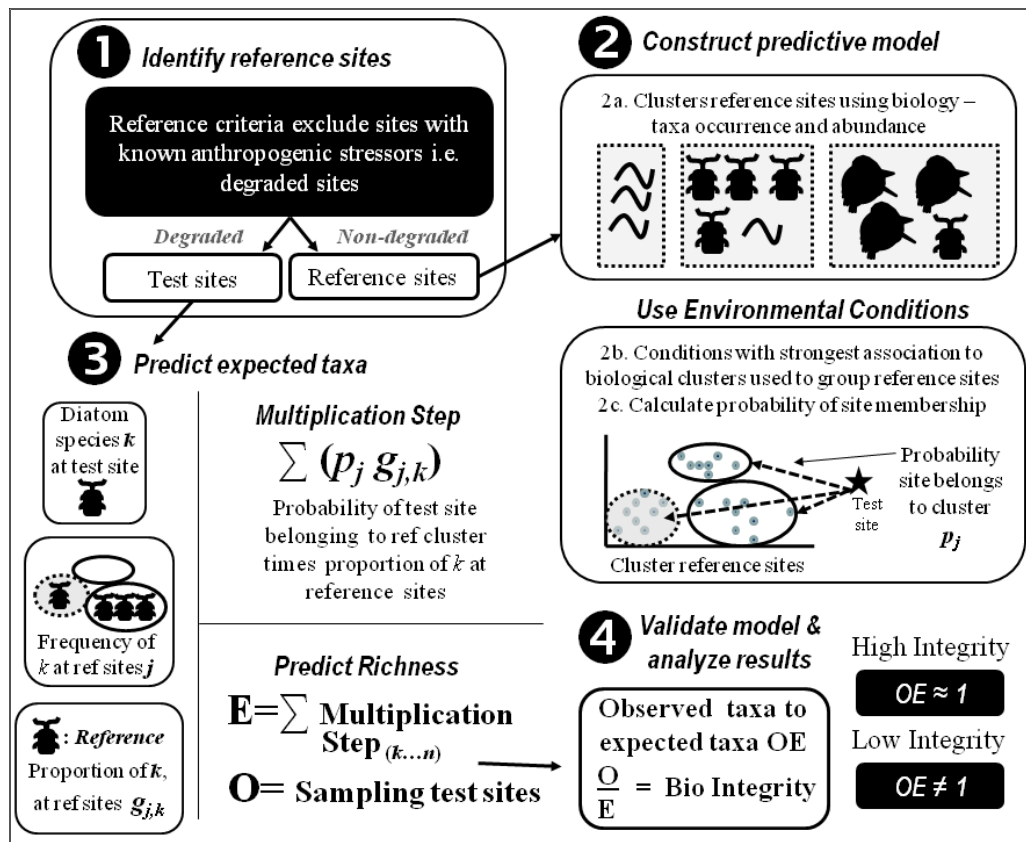 1 Identify reference sites
Reference criteria exclude sites with
known anthropogenic stressors i.e.
degraded sites
Degraded
Non-degraded
Test sites
Reference sites
2 Construct predictive model
2a. Clusters reference sites using biology –
taxa occurrence and abundance
Use Environmental Conditions
2b. Conditions with strongest association to
biological clusters used to group reference sites
2c. Calculate probability of site membership
Probability
site belongs
to cluster
pj
Test
site
Cluster reference sites
3 Predict expected taxa
Diatom
species k
at test site
Frequency of
k at ref sites j
: Reference
Proportion of k,
at ref sites gj,k
Multiplication Step
∑ (pj gj,k)
Probability of test site
belonging to ref cluster
times proportion of k at
reference sites
Predict Richness
E=∑ Multiplication
Step (k...n)
O= Sampling test sites
4 Validate model &
analyze results
Observed taxa to
expected taxa OE
O/E = Bio Integrity
High Integrity
OE ≈ 1
Low Integrity
OE ≠ 1